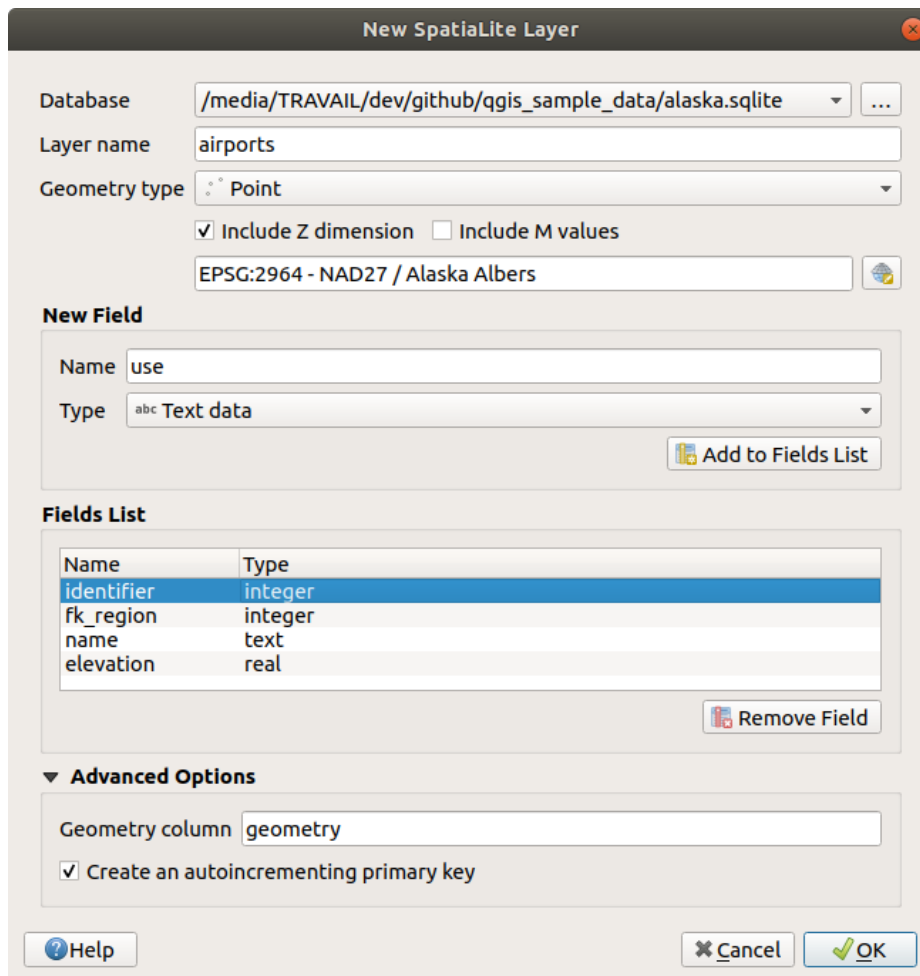 New SpatiaLite Layer
Database /media/TRAVAIL/dev/github/qgis_sample_data/alaska.sqlite ...
Layer name airports
Geometry type Point
Include Z dimension Include M values
EPSG:2964 - NAD27 / Alaska Albers
New Field
Name use
Type abc Text data
Add to Fields List
Fields List
Name Type
identifier integer
fk_region integer
name text
elevation real
Remove Field
Advanced Options
Geometry column geometry
Create an autoincrementing primary key
Help Cancel OK